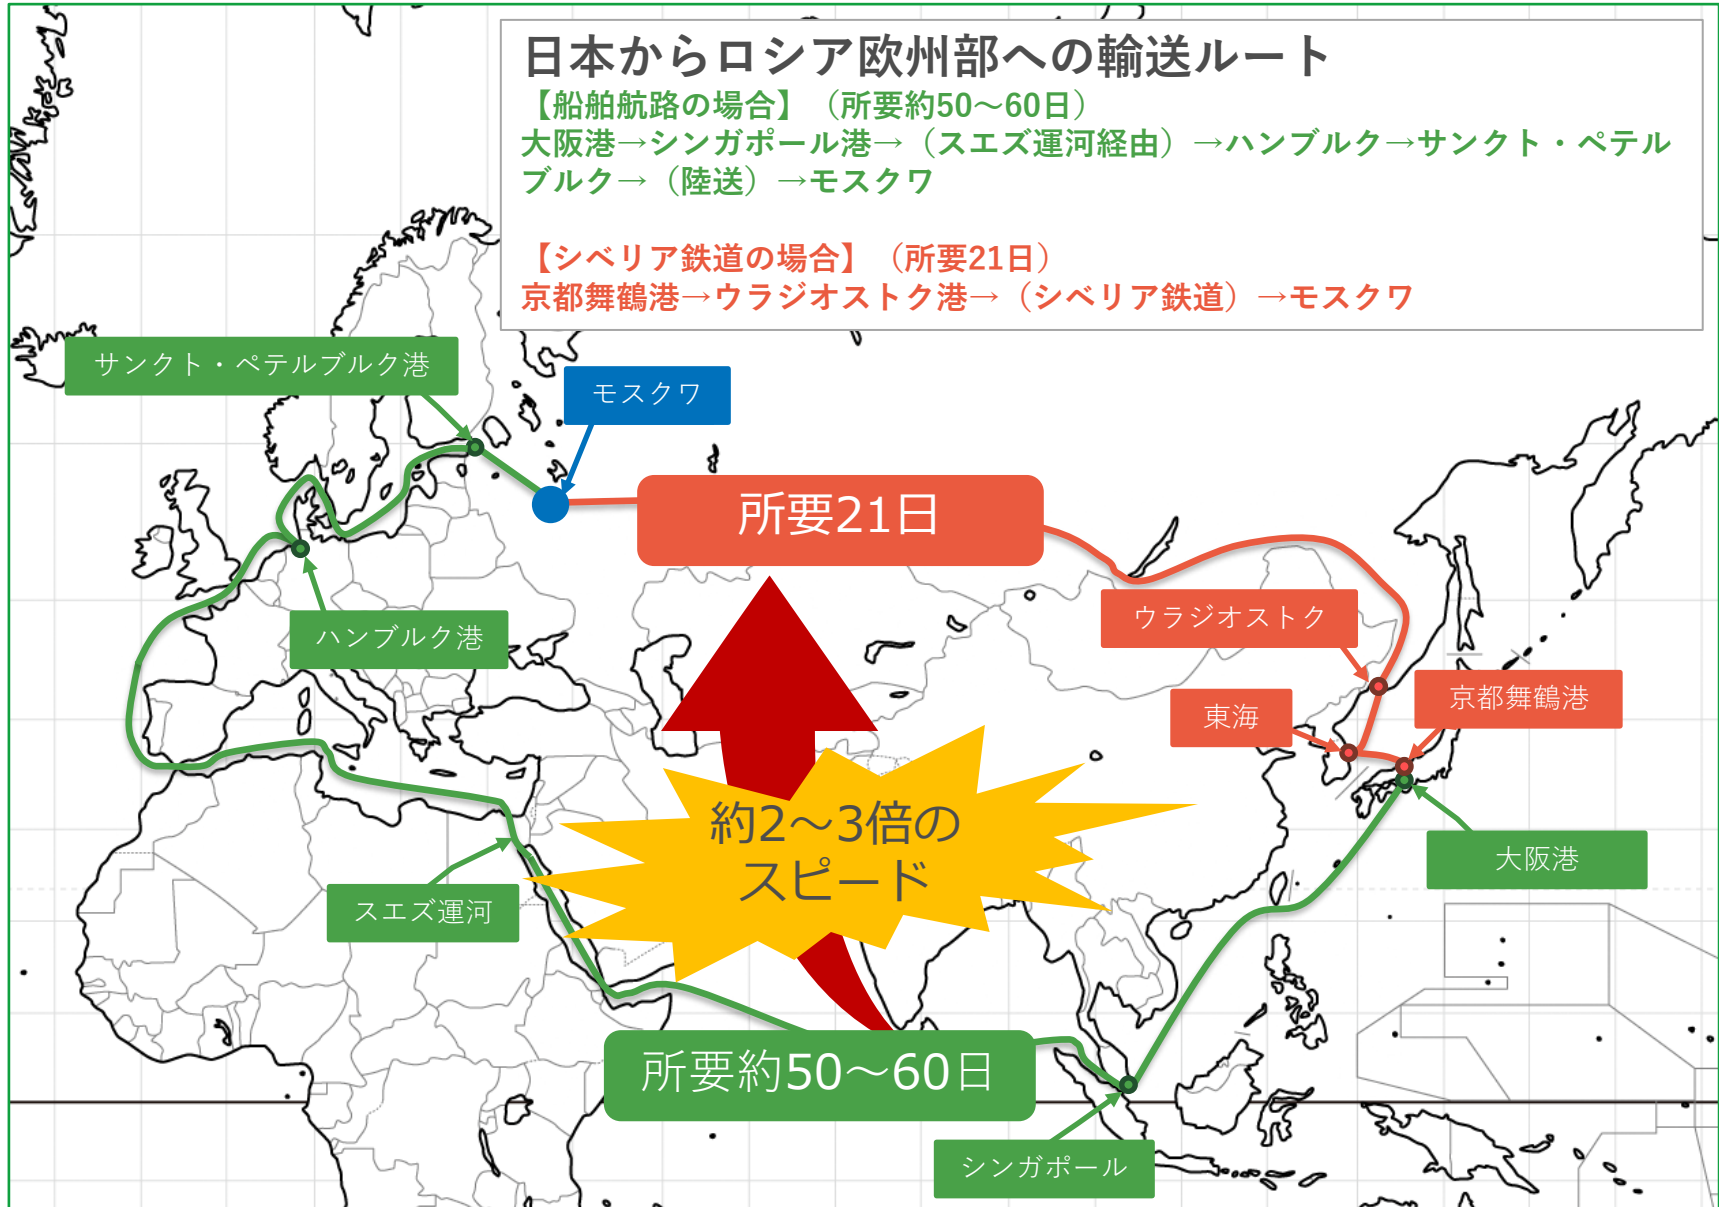 日本からロシア欧州部への輸送ルート
【船舶航路の場合】（所要約50～60日）
大阪港→シンガポール港→（スエズ運河経由）→ハンブルク→サンクト・ペテル
ブルク→（陸送）→モスクワ
【シベリア鉄道の場合】（所要21日）
京都舞鶴港→ウラジオストク港→（シベリア鉄道）→モスクワ
サンクト・ペテルブルク港
モスクワ
所要21日
ハンブルク港
ウラジオストク
京都舞鶴港
東海
約2～3倍の
スピード
大阪港
スエズ運河
所要約50～60日
シンガポール